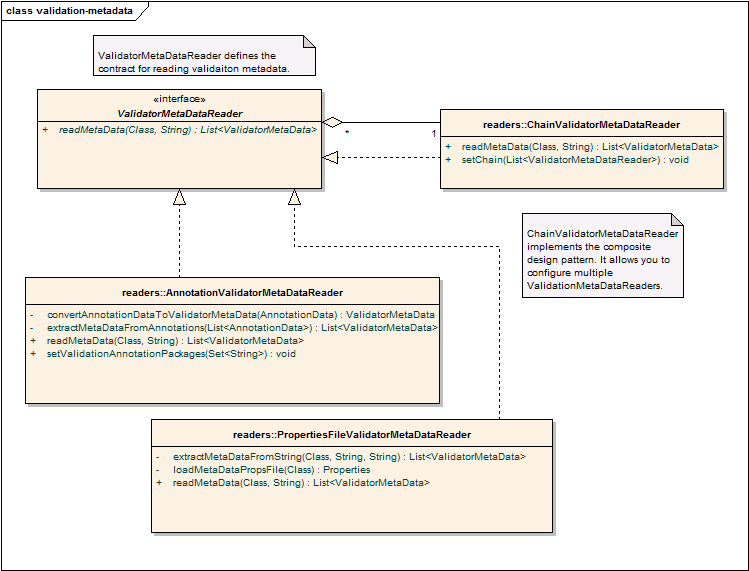 class validation-metadata
ValidatorMetaDataReader defines the
contract for reading validaiton metadata.
«interface»
ValidatorMetaDataReader
+ readMetaData(Class, String) : List<ValidatorMetaData>
*
1
readers::ChainValidatorMetaDataReader
+ readMetaData(Class, String) : List<ValidatorMetaData>
+ setChain(List<ValidatorMetaDataReader>) : void
ChainValidatorMetaDataReader
implements the composite
design pattern. It allows you to
configure multiple
ValidationMetaDataReaders.
readers::AnnotationValidatorMetaDataReader
- convertAnnotationDataToValidatorMetaData(AnnotationData) : ValidatorMetaData
- extractMetaDataFromAnnotations(List<AnnotationData>) : List<ValidatorMetaData>
+ readMetaData(Class, String) : List<ValidatorMetaData>
+ setValidationAnnotationPackages(Set<String>) : void
readers::PropertiesFileValidatorMetaDataReader
- extractMetaDataFromString(Class, String, String) : List<ValidatorMetaData>
- loadMetaDataPropsFile(Class) : Properties
+ readMetaData(Class, String) : List<ValidatorMetaData>